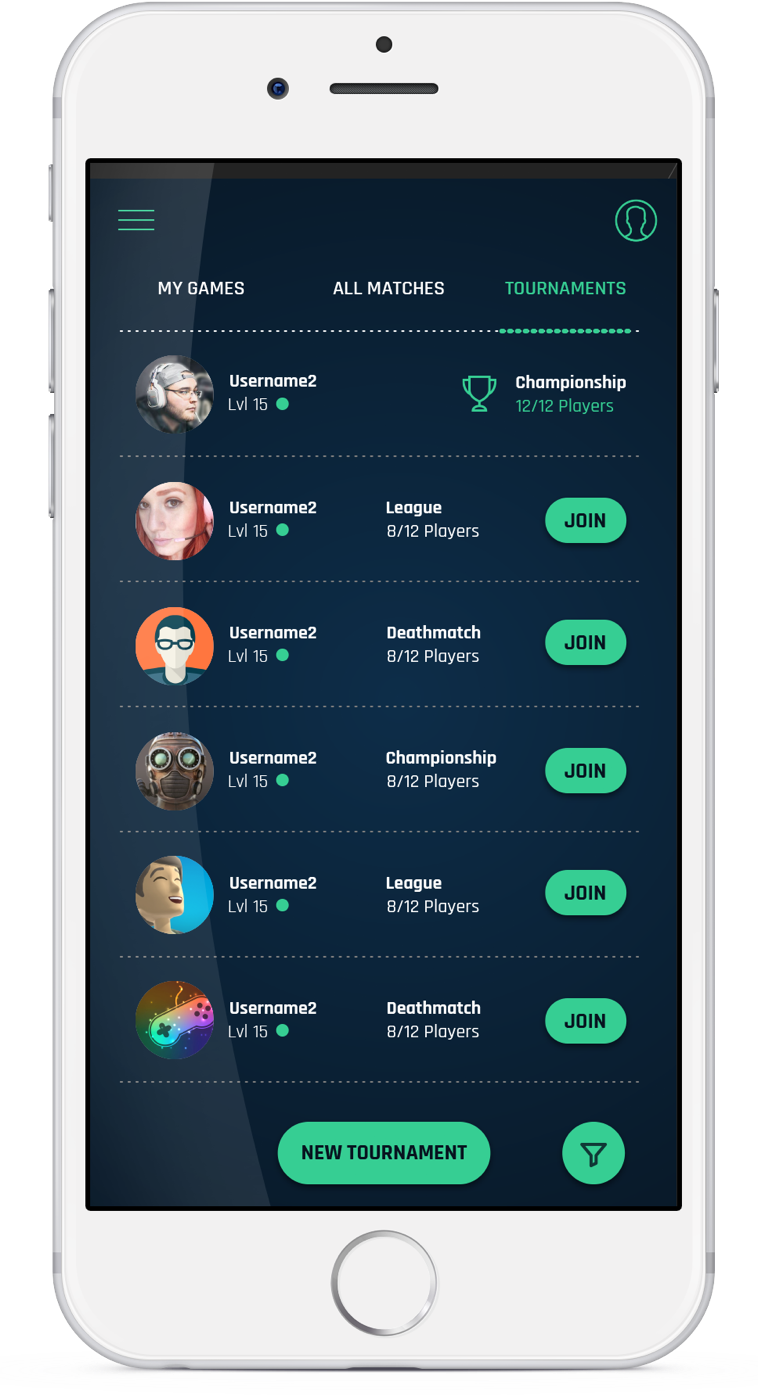 MY GAMES ALL MATCHES TOURNAMENTS
Username2 Championship
Lvl 15 12/12 Players
Username2 League
Lvl 15 8/12 Players
JOIN
Username2 Deathmatch
Lvl 15 8/12 Players
JOIN
Username2 Championship
Lvl 15 8/12 Players
JOIN
Username2 League
Lvl 15 8/12 Players
JOIN
Username2 Deathmatch
Lvl 15 8/12 Players
JOIN
NEW TOURNAMENT